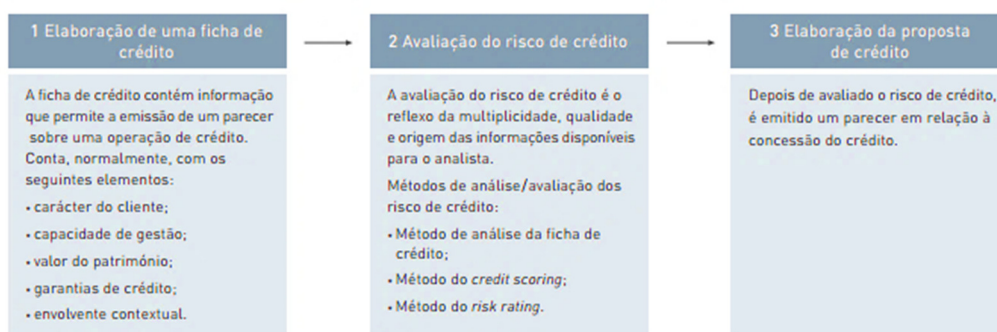 1 Elaboração de uma ficha de
crédito
A ficha de crédito contém informação
que permite a emissão de um parecer
sobre uma operação de crédito.
Conta, normalmente, com os
seguintes elementos:
• carácter do cliente;
• capacidade de gestão;
• valor do património;
• garantias de crédito;
• envolvente contextual.
2 Avaliação do risco de crédito
A avaliação do risco de crédito é o
reflexo da multiplicidade, qualidade
e origem das informações disponíveis
para o analista.
Métodos de análise/avaliação dos
risco de crédito:
• Método de análise da ficha de
crédito;
• Método do credit scoring;
• Método do risk rating.
3 Elaboração da proposta
de crédito
Depois de avaliado o risco de crédito,
é emitido um parecer em relação à
concessão do crédito.